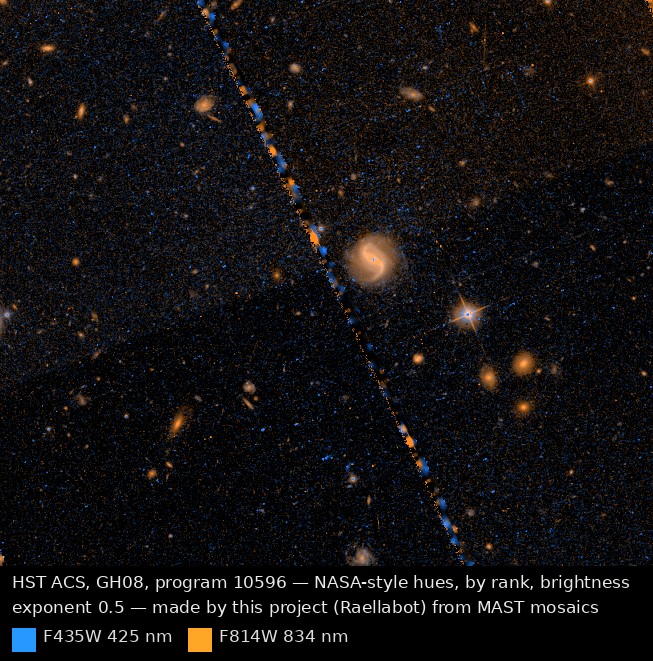 HST ACS, GH08, program 10596 — NASA-style hues, by rank, brightness
exponent 0.5 — made by this project (Raellabot) from MAST mosaics
F435W 425 nm F814W 834 nm